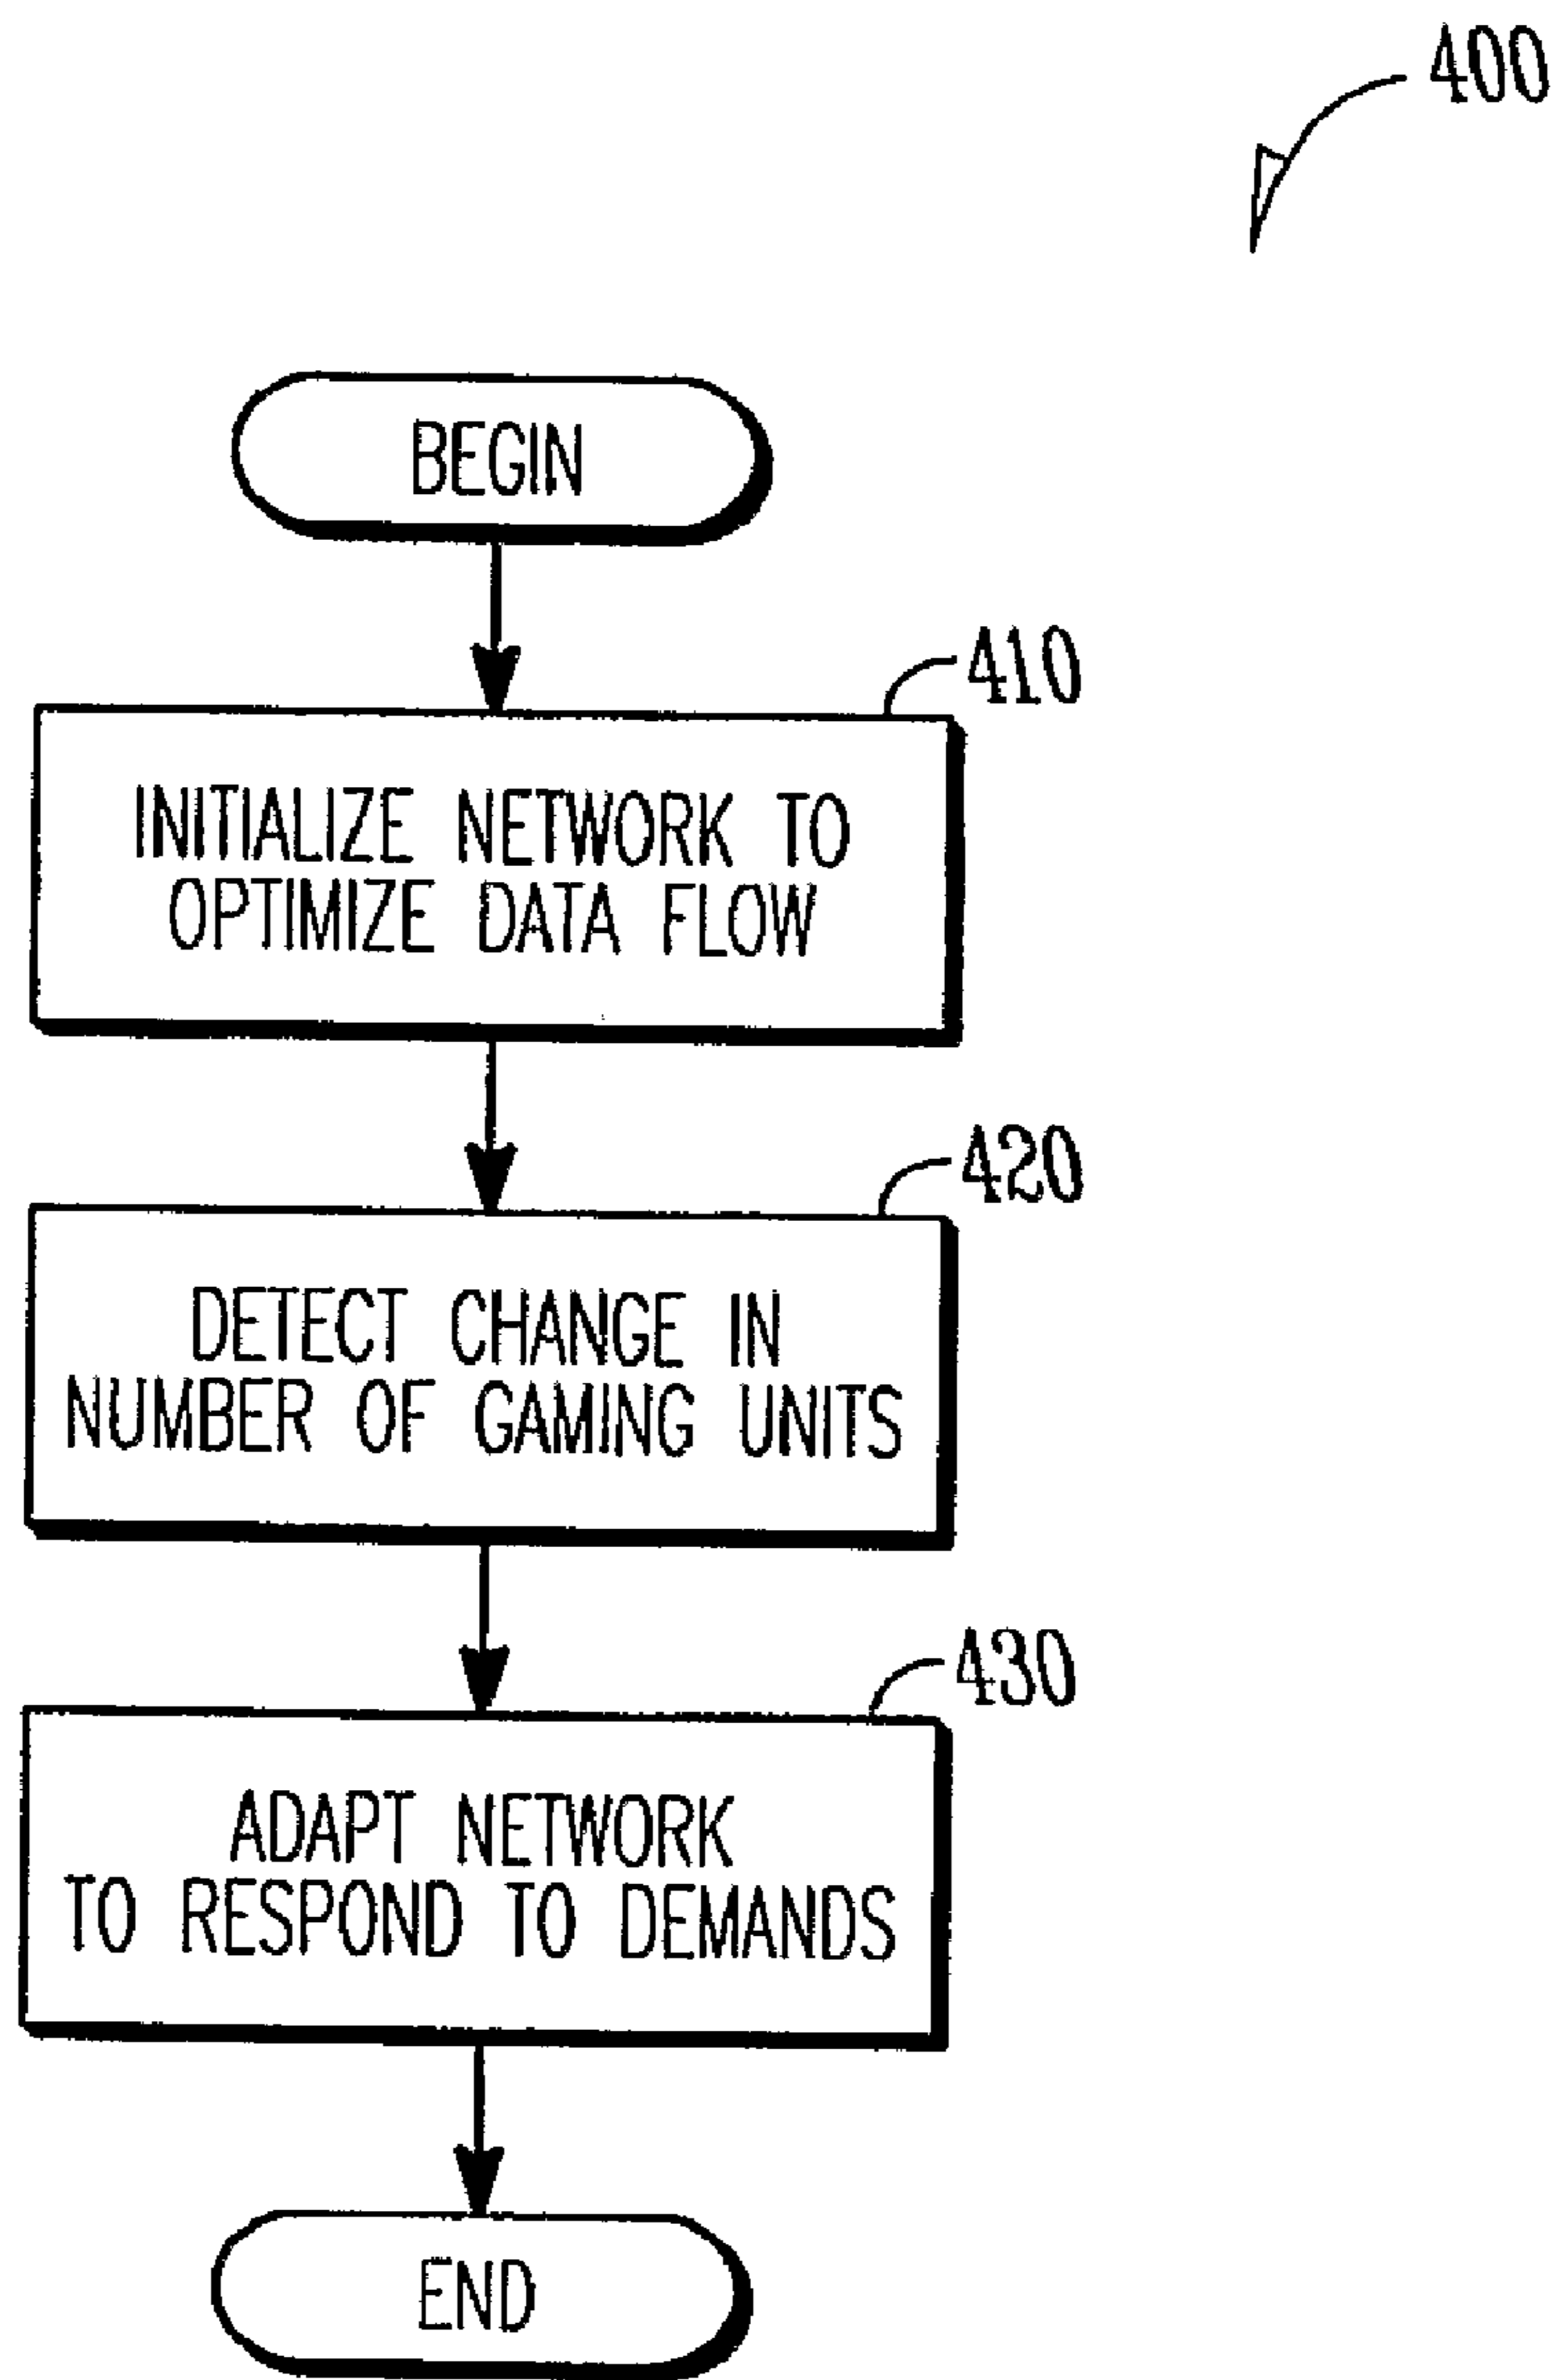 400
BEGIN
410
INITIALIZE NETWORK TO
OPTIMIZE DATA FLOW
420
DETECT CHANGE IN
NUMBER OF GAMING UNITS
430
ADAPT NETWORK
TO RESPOND TO DEMANDS
END